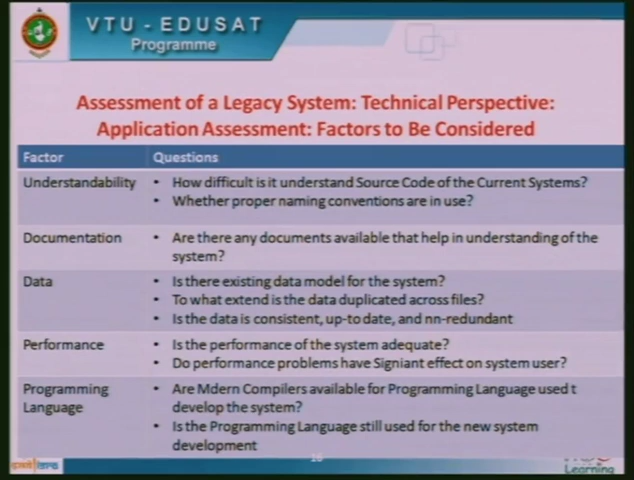 VTU - EDUSAT
Programme
Assessment of a Legacy System: Technical Perspective:
Application Assessment: Factors to Be Considered
Factor Questions
Understandability • How difficult is it understand Source Code of the Current Systems?
• Whether proper naming conventions are in use?
Documentation • Are there any documents available that help in understanding of the
system?
Data • Is there existing data model for the system?
• To what extend is the data duplicated across files?
• Is the data is consistent, up-to date, and nn-redundant
Performance • Is the performance of the system adequate?
• Do performance problems have Signiant effect on system user?
Programming • Are Mdern Compilers available for Programming Language used t
Language develop the system?
• Is the Programming Language still used for the new system
development
16
Learning